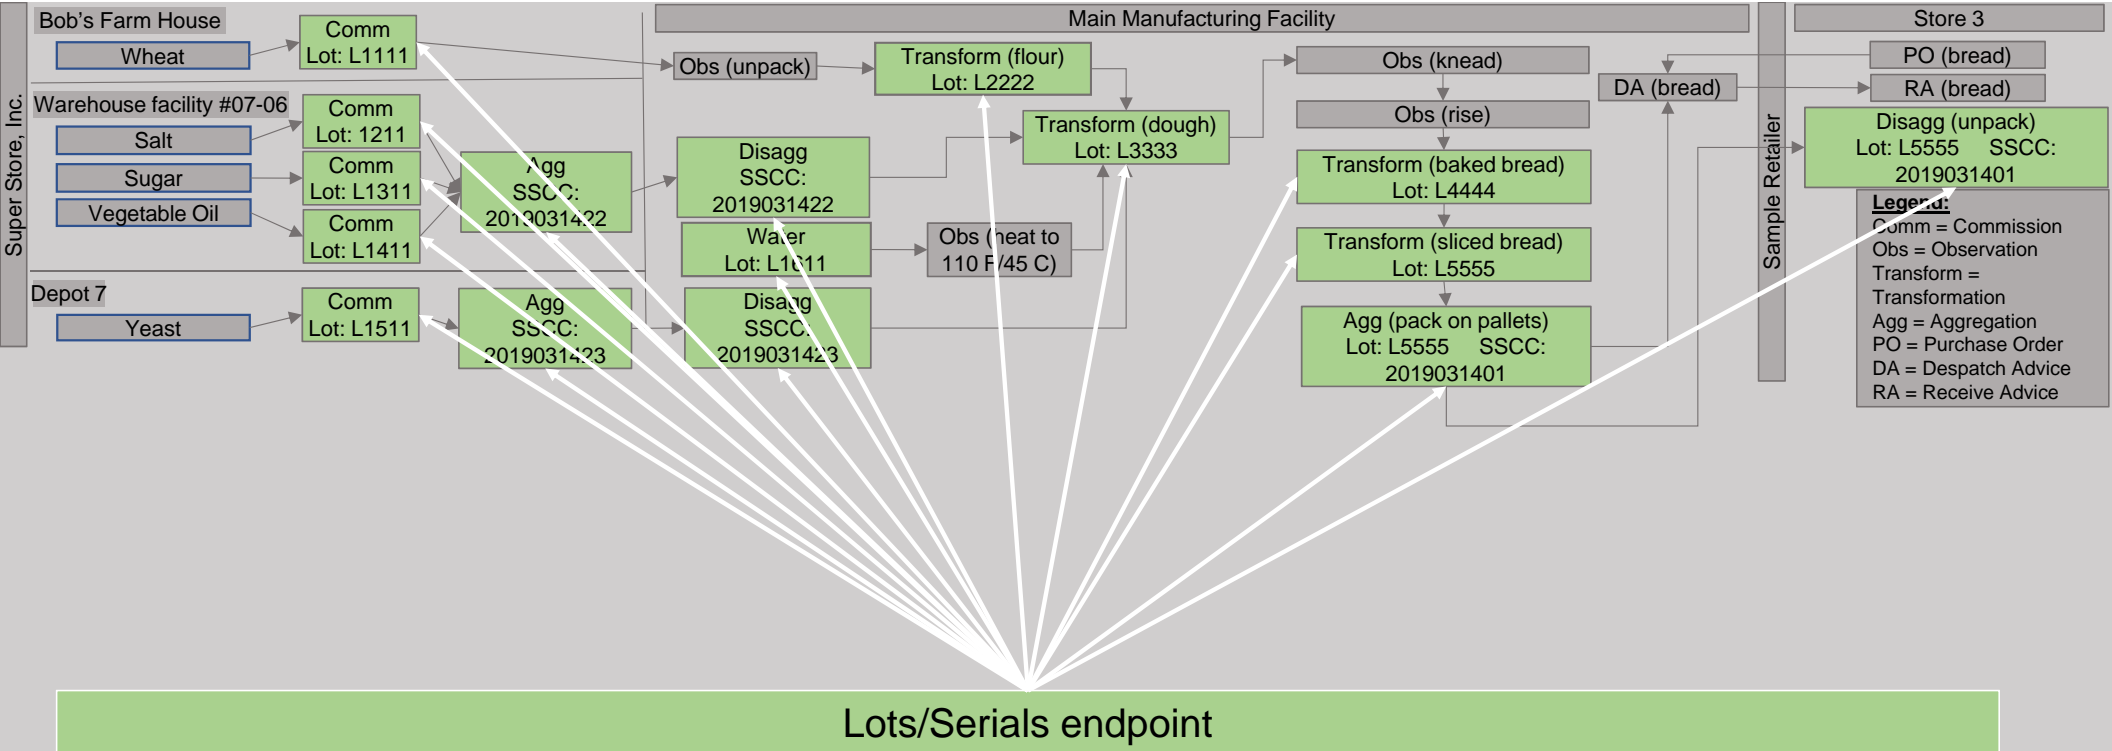 Super Store, Inc.
Bob's Farm House
Wheat
Comm
Lot: L1111
Warehouse facility #07-06
Salt
Comm
Lot: 1211
Sugar
Comm
Lot: L1311
Vegetable Oil
Comm
Lot: L1411
Agg
SSCC:
2019031422
Depot 7
Yeast
Comm
Lot: L1511
Agg
SSCC:
2019031423
Main Manufacturing Facility
Obs (unpack)
Transform (flour)
Lot: L2222
Disagg
SSCC:
2019031422
Water
Lot: L1611
Obs (heat to
110 F/45 C)
Disagg
SSCC:
2019031423
Transform (dough)
Lot: L3333
Obs (knead)
Obs (rise)
Transform (baked bread)
Lot: L4444
Transform (sliced bread)
Lot: L5555
Agg (pack on pallets)
Lot: L5555 SSCC:
2019031401
DA (bread)
Sample Retailer
Store 3
PO (bread)
RA (bread)
Disagg (unpack)
Lot: L5555 SSCC:
2019031401
Legend:
Comm = Commission
Obs = Observation
Transform =
Transformation
Agg = Aggregation
PO = Purchase Order
DA = Despatch Advice
RA = Receive Advice
Lots/Serials endpoint